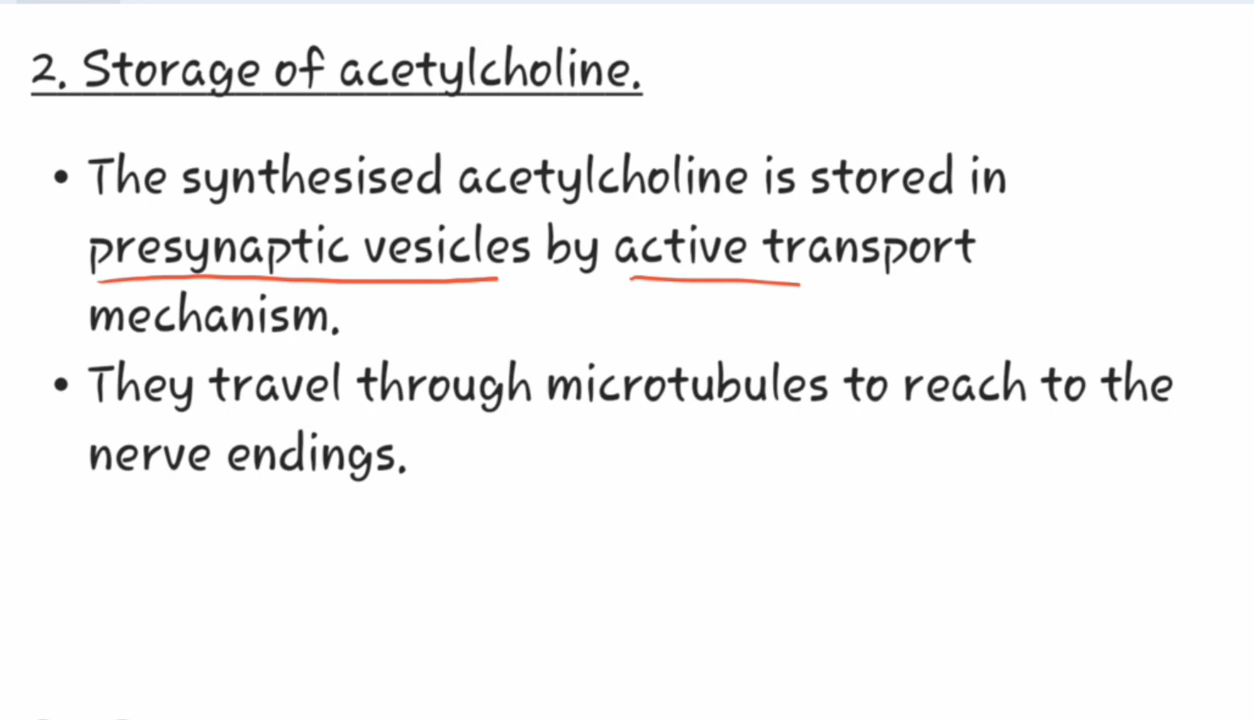 2. Storage of acetylcholine.
• The synthesised acetylcholine is stored in
presynaptic vesicles by active transport
mechanism.
• They travel through microtubules to reach to the
nerve endings.